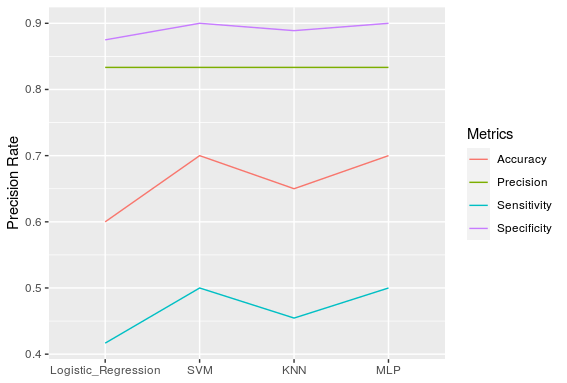 Precision Rate
0.9
0.8
0.7
0.6
0.5
0.4
Logistic_Regression SVM KNN MLP
Metrics
Accuracy
Precision
Sensitivity
Specificity